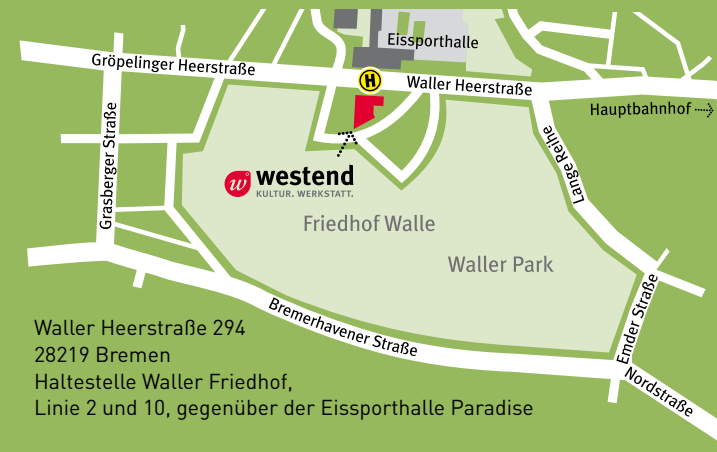 Eissporthalle
Gröpelinger Heerstraße
H
Waller Heerstraße
Hauptbahnhof
Grasberger Straße
Lange Reihe
w
westend
KULTUR. WERKSTATT.
Friedhof Walle
Waller Park
Bremerhavener Straße
Emder Straße
Nordstraße
Waller Heerstraße 294
28219 Bremen
Haltestelle Waller Friedhof,
Linie 2 und 10, gegenüber der Eissporthalle Paradise